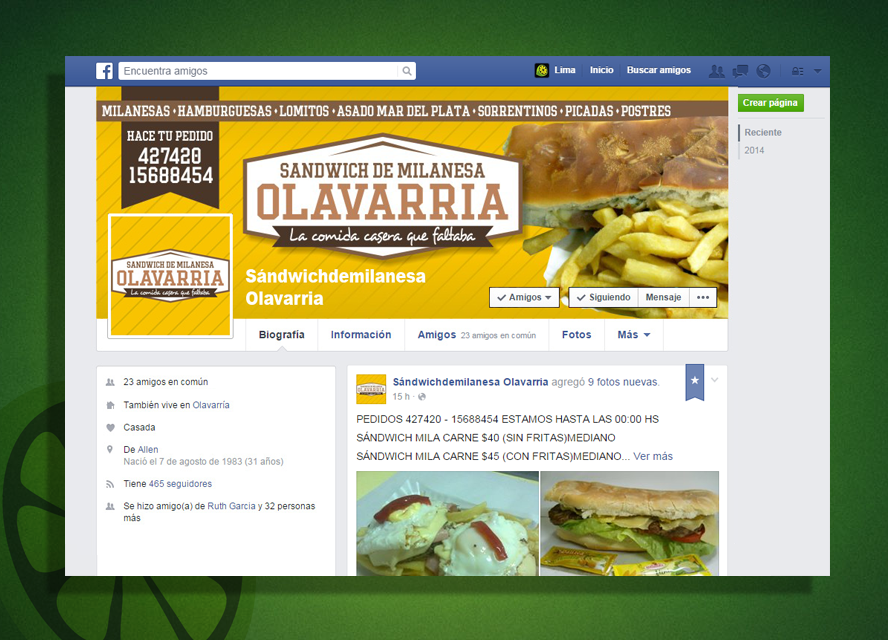 Encuentra amigos
Lima
Inicio
Buscar amigos
Crear página
Reciente
2014
MILANESAS • HAMBURGUESAS • LOMITOS • ASADO MAR DEL PLATA • SORRENTINOS • PICADAS • POSTRES
HACE TU PEDIDO
427420
15688454
SANDWICH DE MILANESA
OLAVARRIA
La comida casera que faltaba
SANDWICH DE MILANESA
OLAVARRIA
La comida casera que faltaba
Sándwichdemilanesa
Olavarria
Amigos
Siguiendo
Mensaje
Biografía
Información
Amigos 23 amigos en común
Fotos
Más
23 amigos en común
También vive en Olavarría
Casada
De Allen
Nació el 7 de agosto de 1983 (31 años)
Tiene 465 seguidores
Se hizo amigo(a) de Ruth Garcia y 32 personas
más
Sándwichdemilanesa Olavarria agregó 9 fotos nuevas.
15 h ·
PEDIDOS 427420 - 15688454 ESTAMOS HASTA LAS 00:00 HS
SÁNDWICH MILA CARNE $40 (SIN FRITAS)MEDIANO
SÁNDWICH MILA CARNE $45 (CON FRITAS)MEDIANO... Ver más